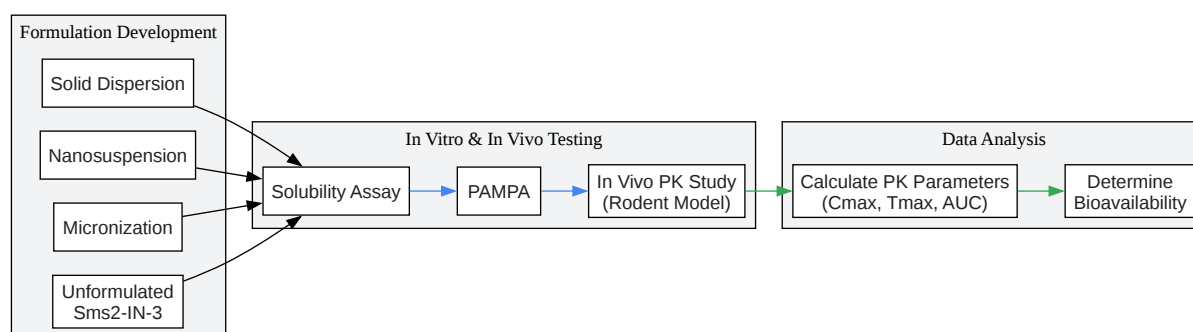 Formulation Development
Solid Dispersion
Nanosuspension
Micronization
Unformulated
Sms2-IN-3
In Vitro & In Vivo Testing
Solubility Assay
PAMPA
In Vivo PK Study
(Rodent Model)
Data Analysis
Calculate PK Parameters
(Cmax, Tmax, AUC)
Determine
Bioavailability